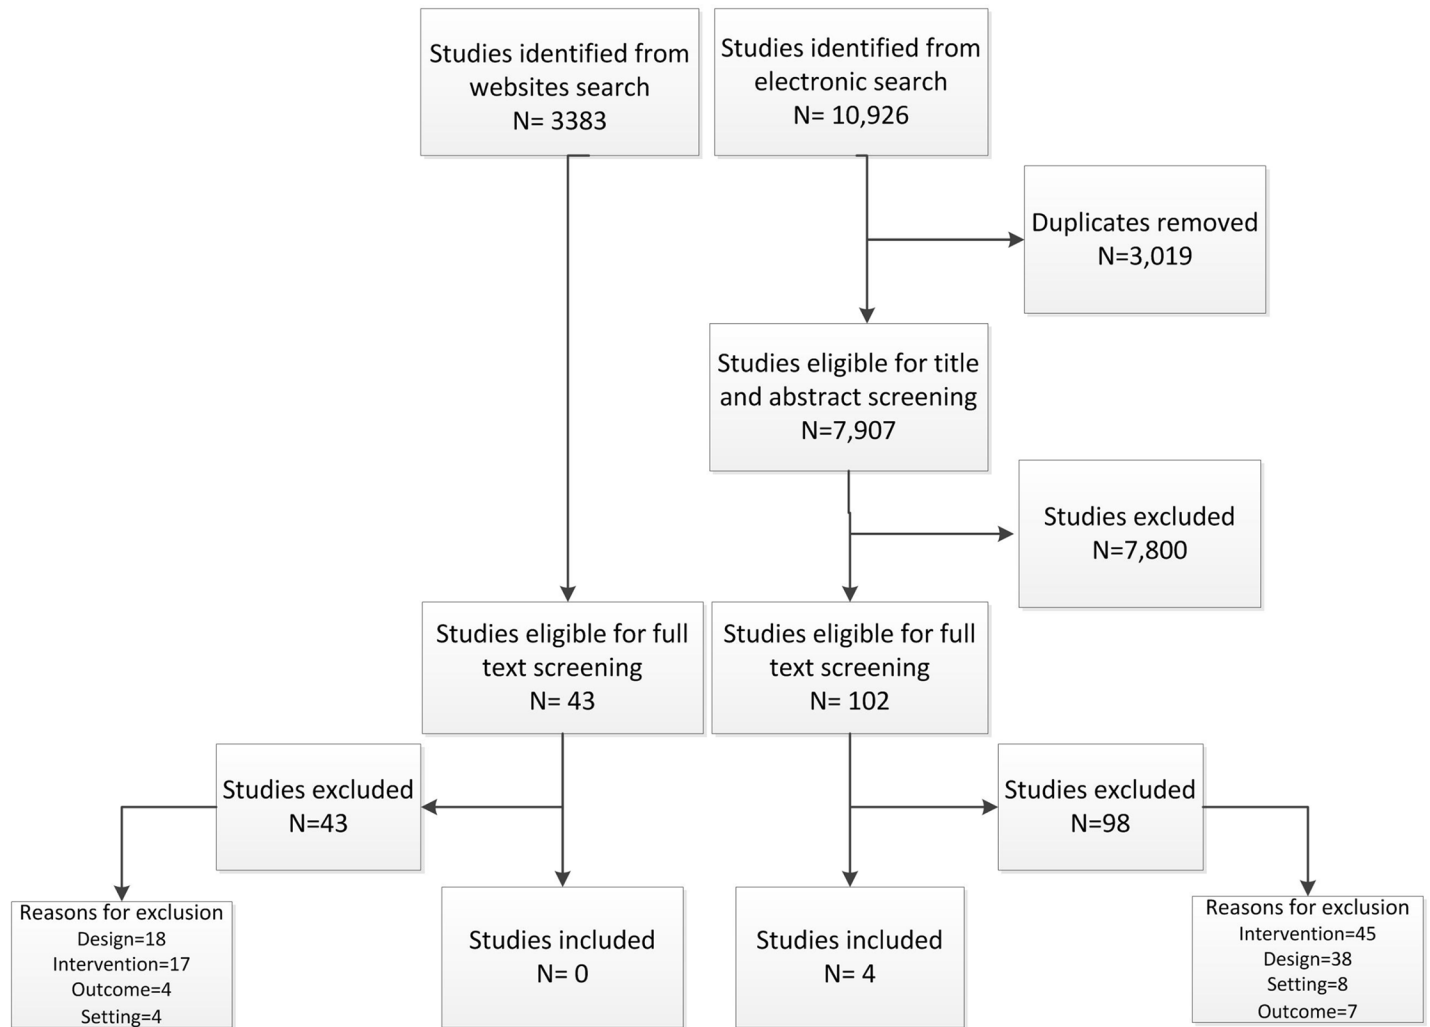 Studies identified from
websites search
N= 3383
Studies identified from
electronic search
N= 10,926
Duplicates removed
N=3,019
Studies eligible for title
and abstract screening
N=7,907
Studies excluded
N=7,800
Studies eligible for full
text screening
N= 43
Studies eligible for full
text screening
N= 102
Studies excluded
N=43
Studies excluded
N=98
Reasons for exclusion
Design=18
Intervention=17
Outcome=4
Setting=4
Studies included
N= 0
Studies included
N= 4
Reasons for exclusion
Intervention=45
Design=38
Setting=8
Outcome=7